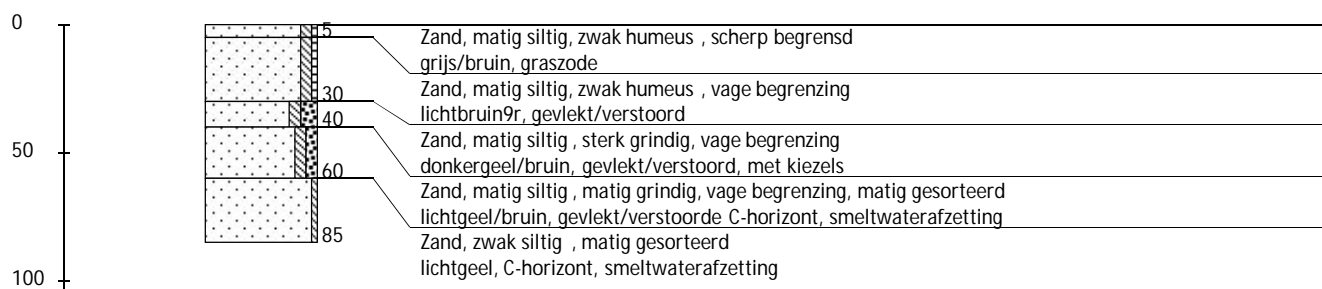 0
5
Zand, matig siltig, zwak humeus , scherp begrensd
grijs/bruin, graszode
30
Zand, matig siltig, zwak humeus , vage begrenzing
lichtbruin9r, gevlekt/verstoord
40
50
Zand, matig siltig , sterk grindig, vage begrenzing
donkergeel/bruin, gevlekt/verstoord, met kiezels
60
Zand, matig siltig , matig grindig, vage begrenzing, matig gesorteerd
lichtgeel/bruin, gevlekt/verstoorde C-horizont, smeltwaterafzetting
85
Zand, zwak siltig , matig gesorteerd
lichtgeel, C-horizont, smeltwaterafzetting
100